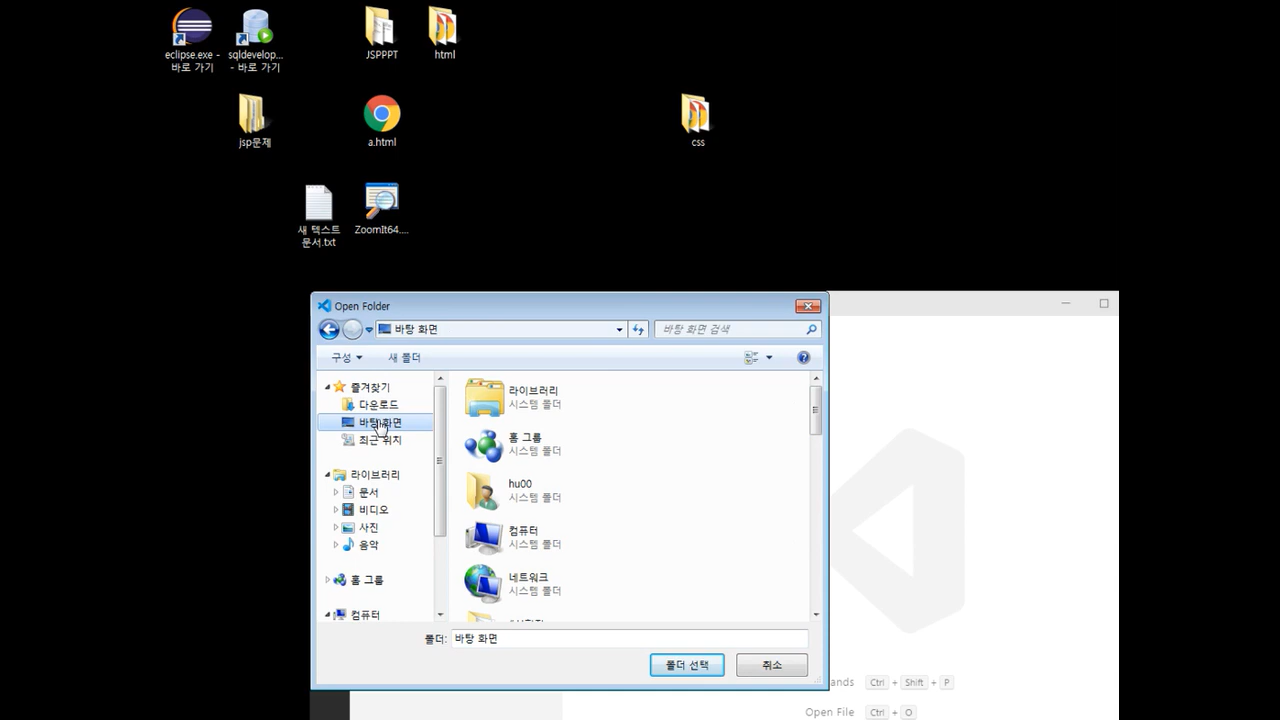 eclipse.exe -
바로 가기
sqldevelop...
- 바로 가기
JSPPPT
html
jsp문제
a.html
css
새 텍스트
문서.txt
ZoomIt64....
Open Folder
바탕 화면
바탕 화면 검색
구성
새 폴더
즐겨찾기
다운로드
바탕 화면
최근 위치
라이브러리
문서
비디오
사진
음악
홈 그룹
컴퓨터
라이브러리
시스템 폴더
홈 그룹
시스템 폴더
hu00
시스템 폴더
컴퓨터
시스템 폴더
네트워크
시스템 폴더
폴더: 바탕 화면
폴더 선택
취소
ands Ctrl + Shift + P
Open File Ctrl + O